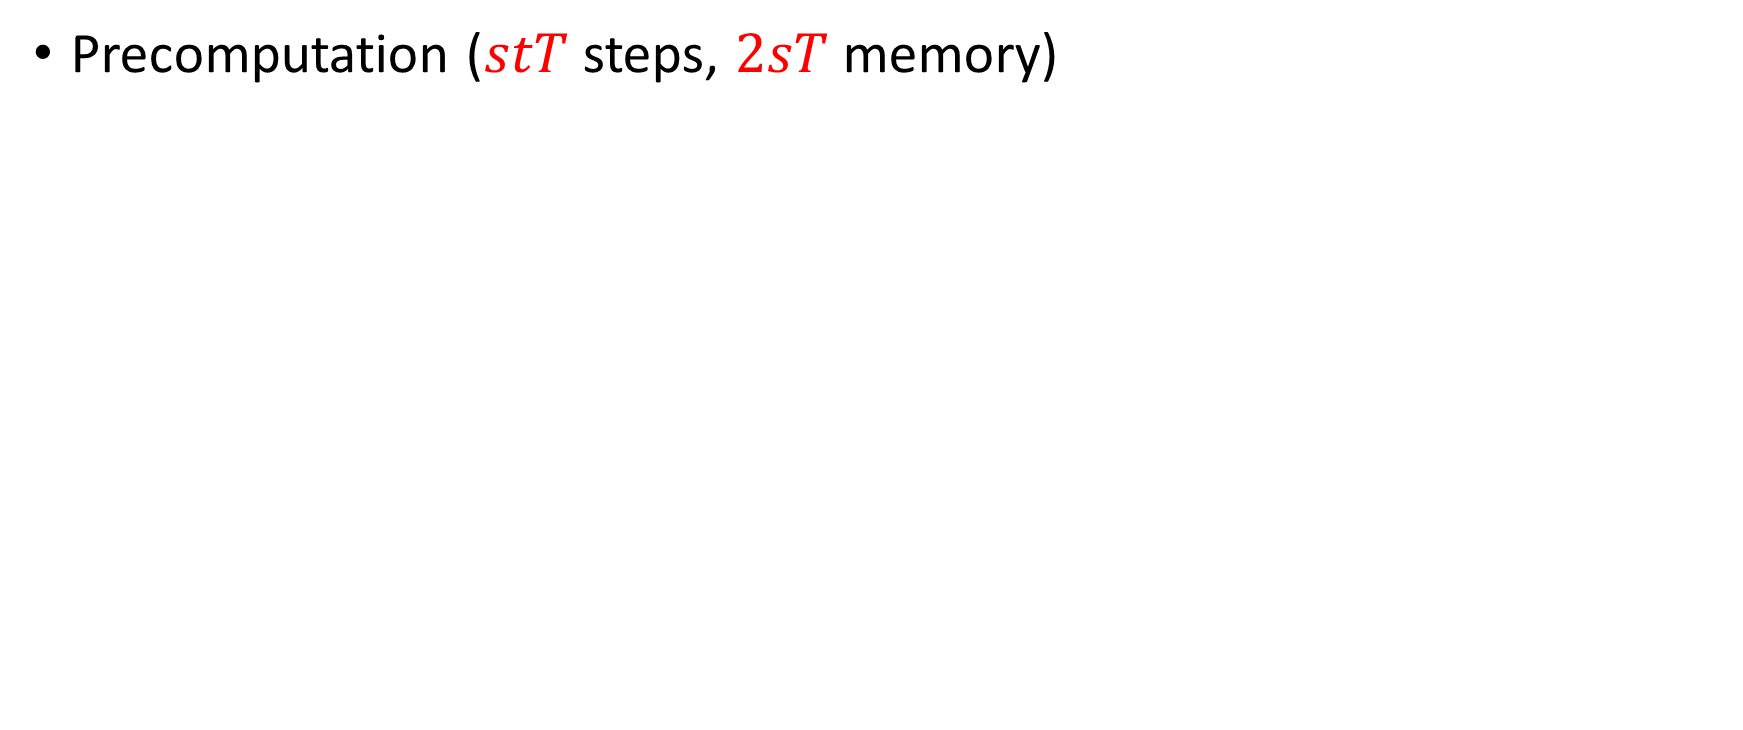 • Precomputation (stT steps, 2sT memory)